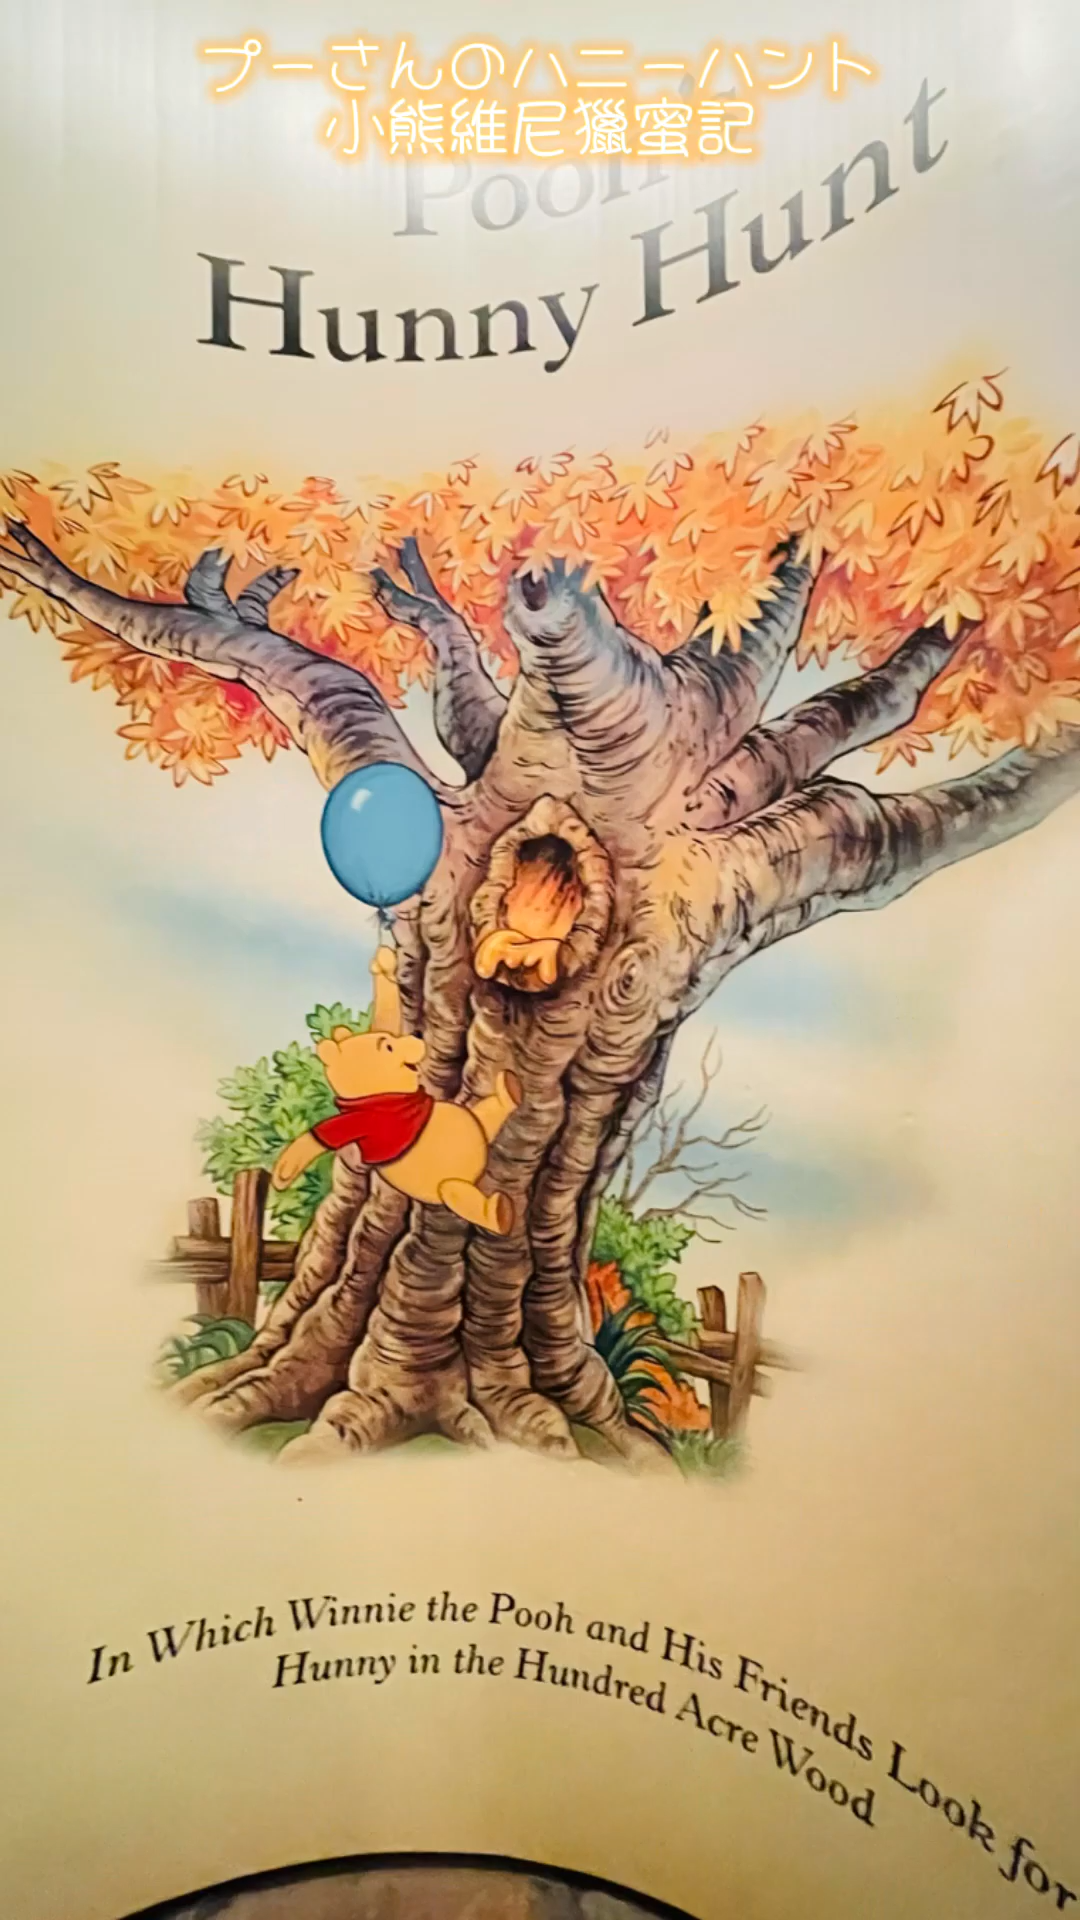 プーさんのハニーハント
小熊維尼獵蜜記
Pooh's
Hunny Hunt
In Which Winnie the Pooh and His Friends Look for
Hunny in the Hundred Acre Wood